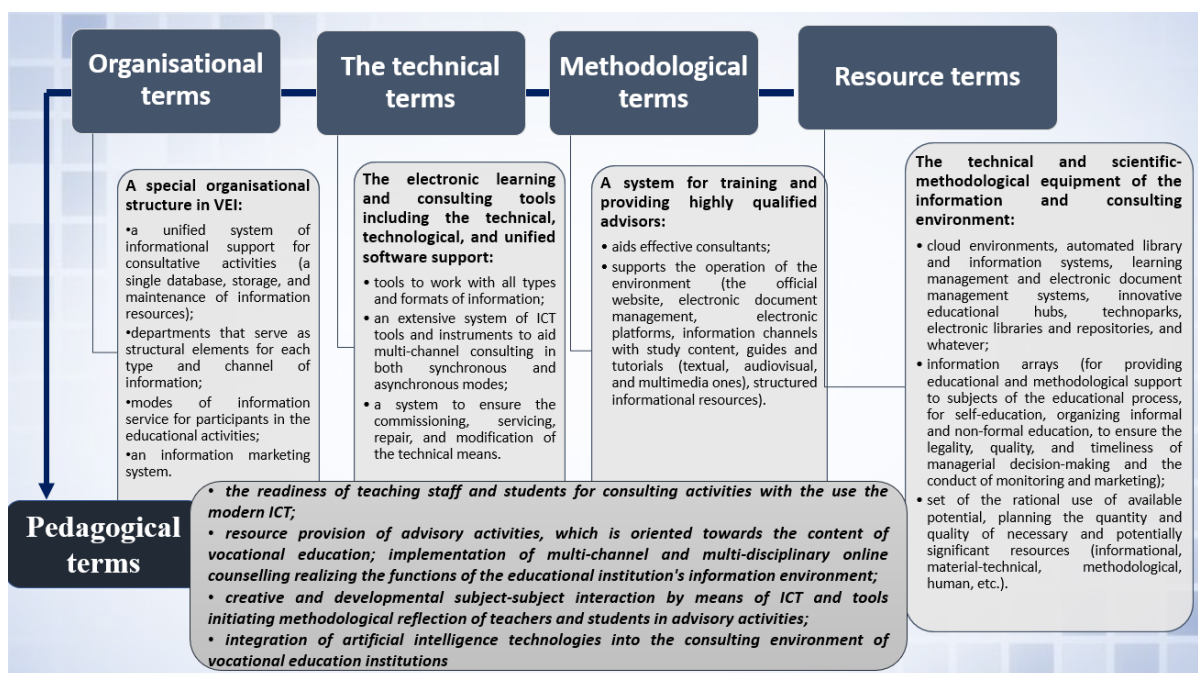 Organisational
terms
The technical
terms
Methodological
terms
Resource terms
A special organisational
structure in VEI:
•a unified system of
informational support for
consultative activities (a
single database, storage, and
maintenance of information
resources);
•departments that serve as
structural elements for each
type and channel of
information;
•modes of information
service for participants in the
educational activities;
•an information marketing
system.
The electronic learning
and consulting tools
including the technical,
technological, and unified
software support:
• tools to work with all types
and formats of information;
• an extensive system of ICT
tools and instruments to aid
multi-channel consulting in
both synchronous and
asynchronous modes;
• a system to ensure the
commissioning, servicing,
repair, and modification of
the technical means.
A system for training and
providing highly qualified
advisors:
• aids effective consultants;
• supports the operation of the
environment (the official
website, electronic document
management, electronic
platforms, information channels
with study content, guides and
tutorials (textual, audiovisual,
and multimedia ones), structured
informational resources).
The technical and scientific-
methodological equipment of the
information and consulting
environment:
• cloud environments, automated library
and information systems, learning
management and electronic document
management systems, innovative
educational hubs, technoparks,
electronic libraries and repositories, and
whatever;
• information arrays (for providing
educational and methodological support
to subjects of the educational process,
for self-education, organizing informal
and non-formal education, to ensure the
legality, quality, and timeliness of
managerial decision-making and the
conduct of monitoring and marketing);
• set of the rational use of available
potential, planning the quantity and
quality of necessary and potentially
significant resources (informational,
material-technical, methodological,
human, etc.).
Pedagogical
terms
• the readiness of teaching staff and students for consulting activities with the use the
modern ICT;
• resource provision of advisory activities, which is oriented towards the content of
vocational education; implementation of multi-channel and multi-disciplinary online
counselling realizing the functions of the educational institution's information environment;
• creative and developmental subject-subject interaction by means of ICT and tools
initiating methodological reflection of teachers and students in advisory activities;
• integration of artificial intelligence technologies into the consulting environment of
vocational education institutions